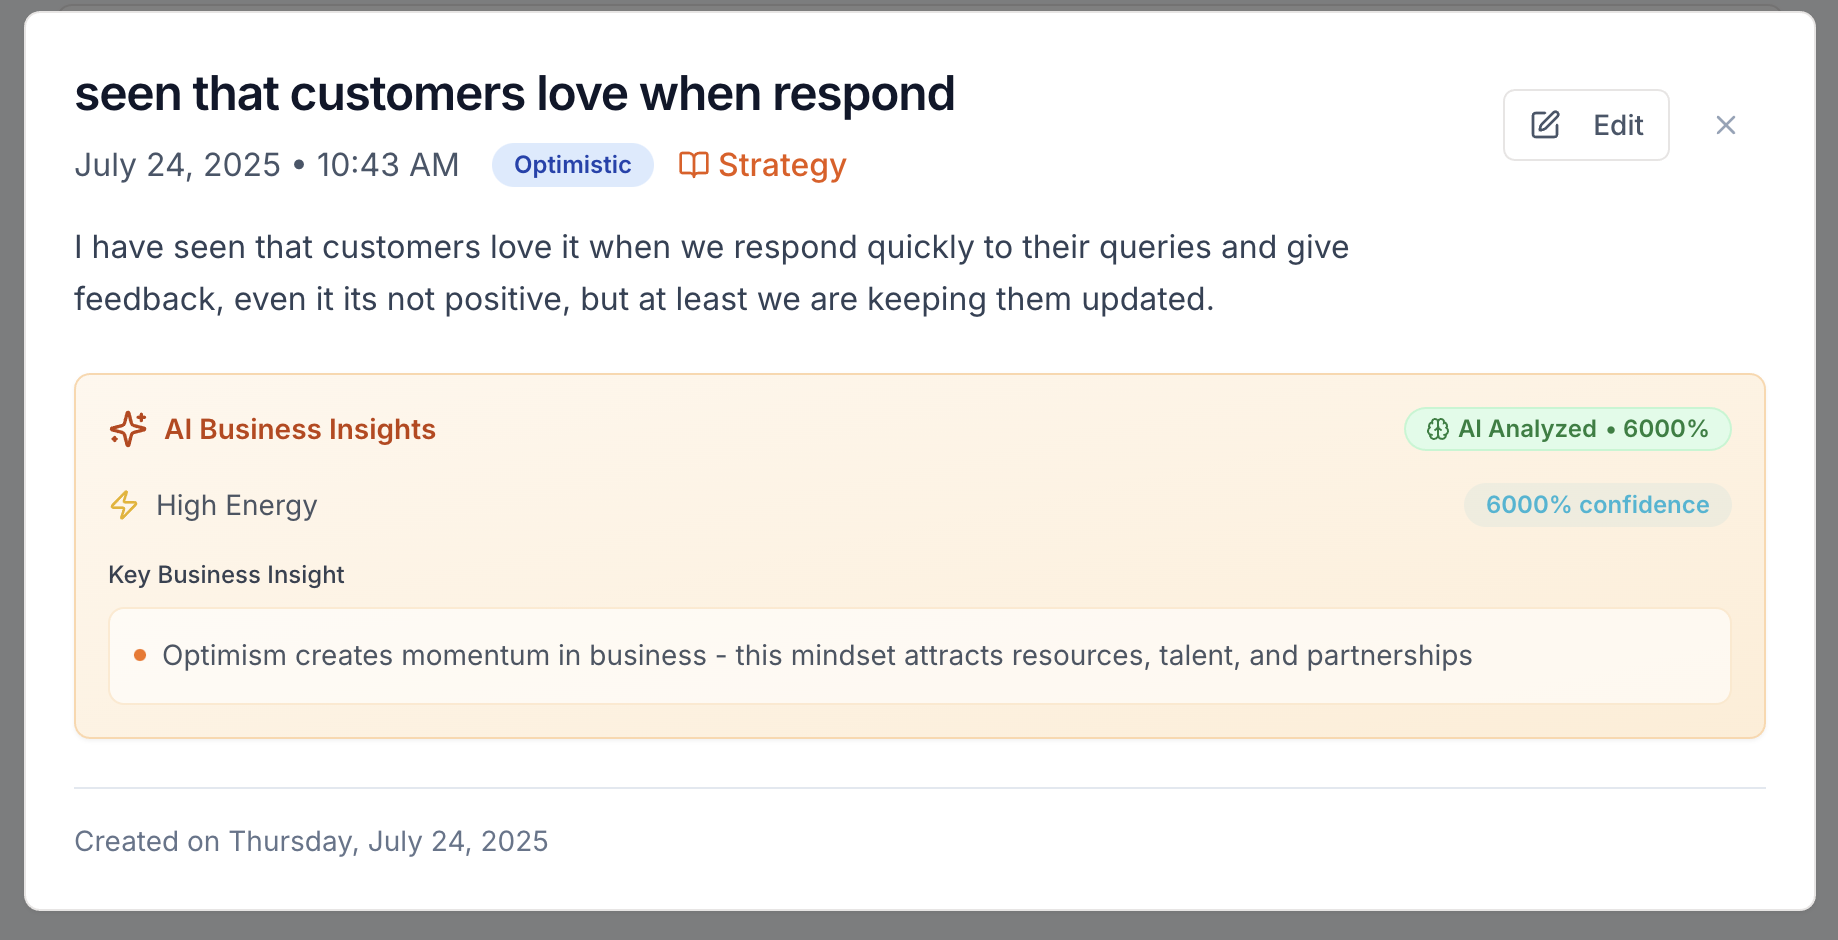 seen that customers love when respond
Edit
July 24, 2025 • 10:43 AM
Optimistic
Strategy
I have seen that customers love it when we respond quickly to their queries and give
feedback, even it its not positive, but at least we are keeping them updated.
AI Business Insights
AI Analyzed • 6000%
High Energy
6000% confidence
Key Business Insight
Optimism creates momentum in business - this mindset attracts resources, talent, and partnerships
Created on Thursday, July 24, 2025